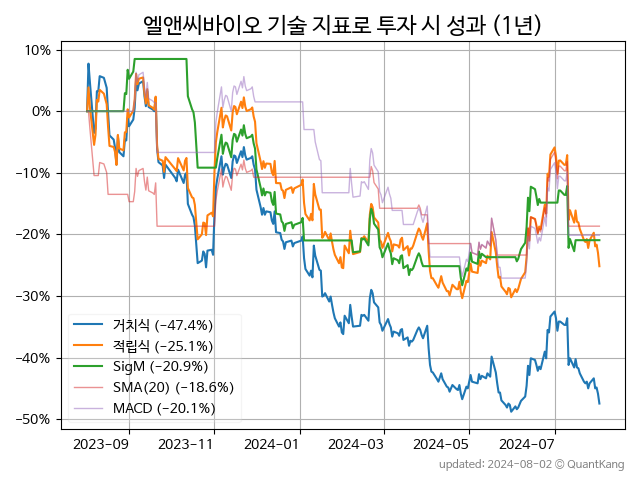 엘앤씨바이오 기술 지표로 투자 시 성과 (1년)
10%
0%
−10%
−20%
−30%
−40%
−50%
거치식 (−47.4%)
적립식 (−25.1%)
SigM (−20.9%)
SMA(20) (−18.6%)
MACD (−20.1%)
2023-09
2023-11
2024-01
2024-03
2024-05
2024-07
updated: 2024-08-02 © QuantKang